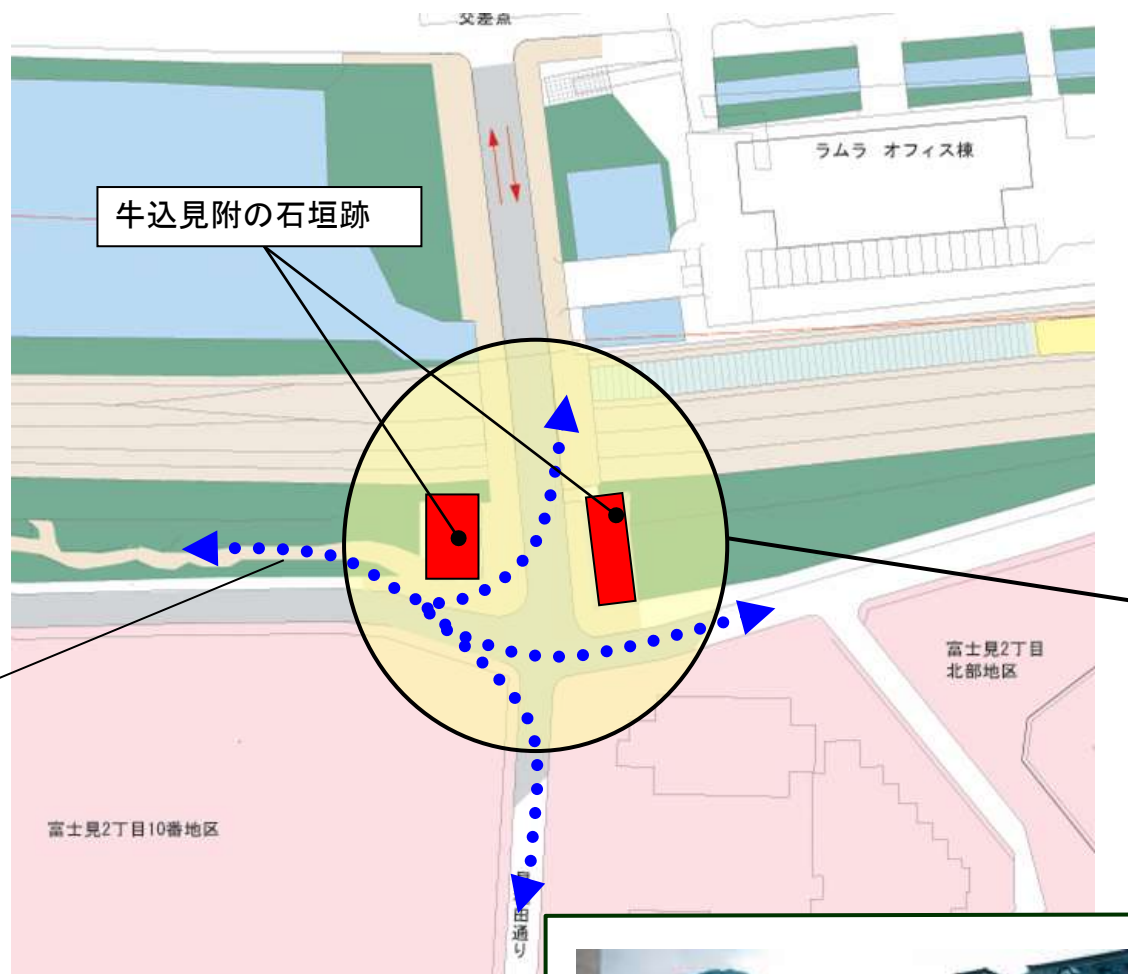 交差点
ラムラ オフィス棟
牛込見附の石垣跡
富士見2丁目
北部地区
富士見2丁目10番地区
田通り